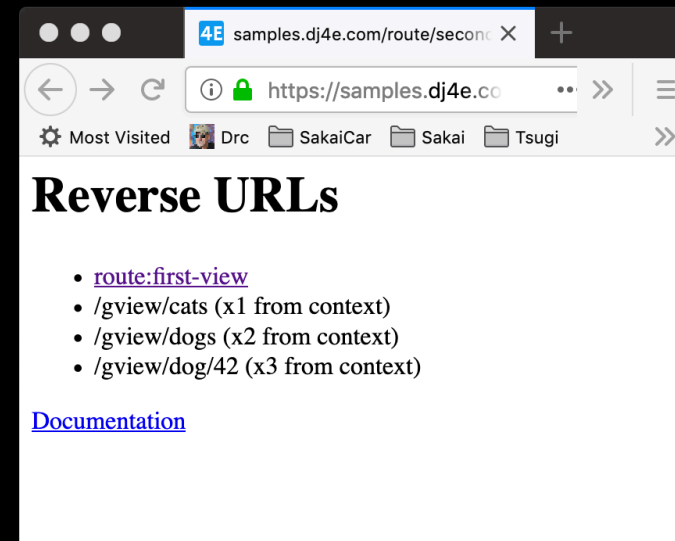 4E samples.dj4e.com/route/second
https://samples.dj4e.co
Most Visited Drc SakaiCar Sakai Tsugi
Reverse URLs
route:first-view
/gview/cats (x1 from context)
/gview/dogs (x2 from context)
/gview/dog/42 (x3 from context)
Documentation